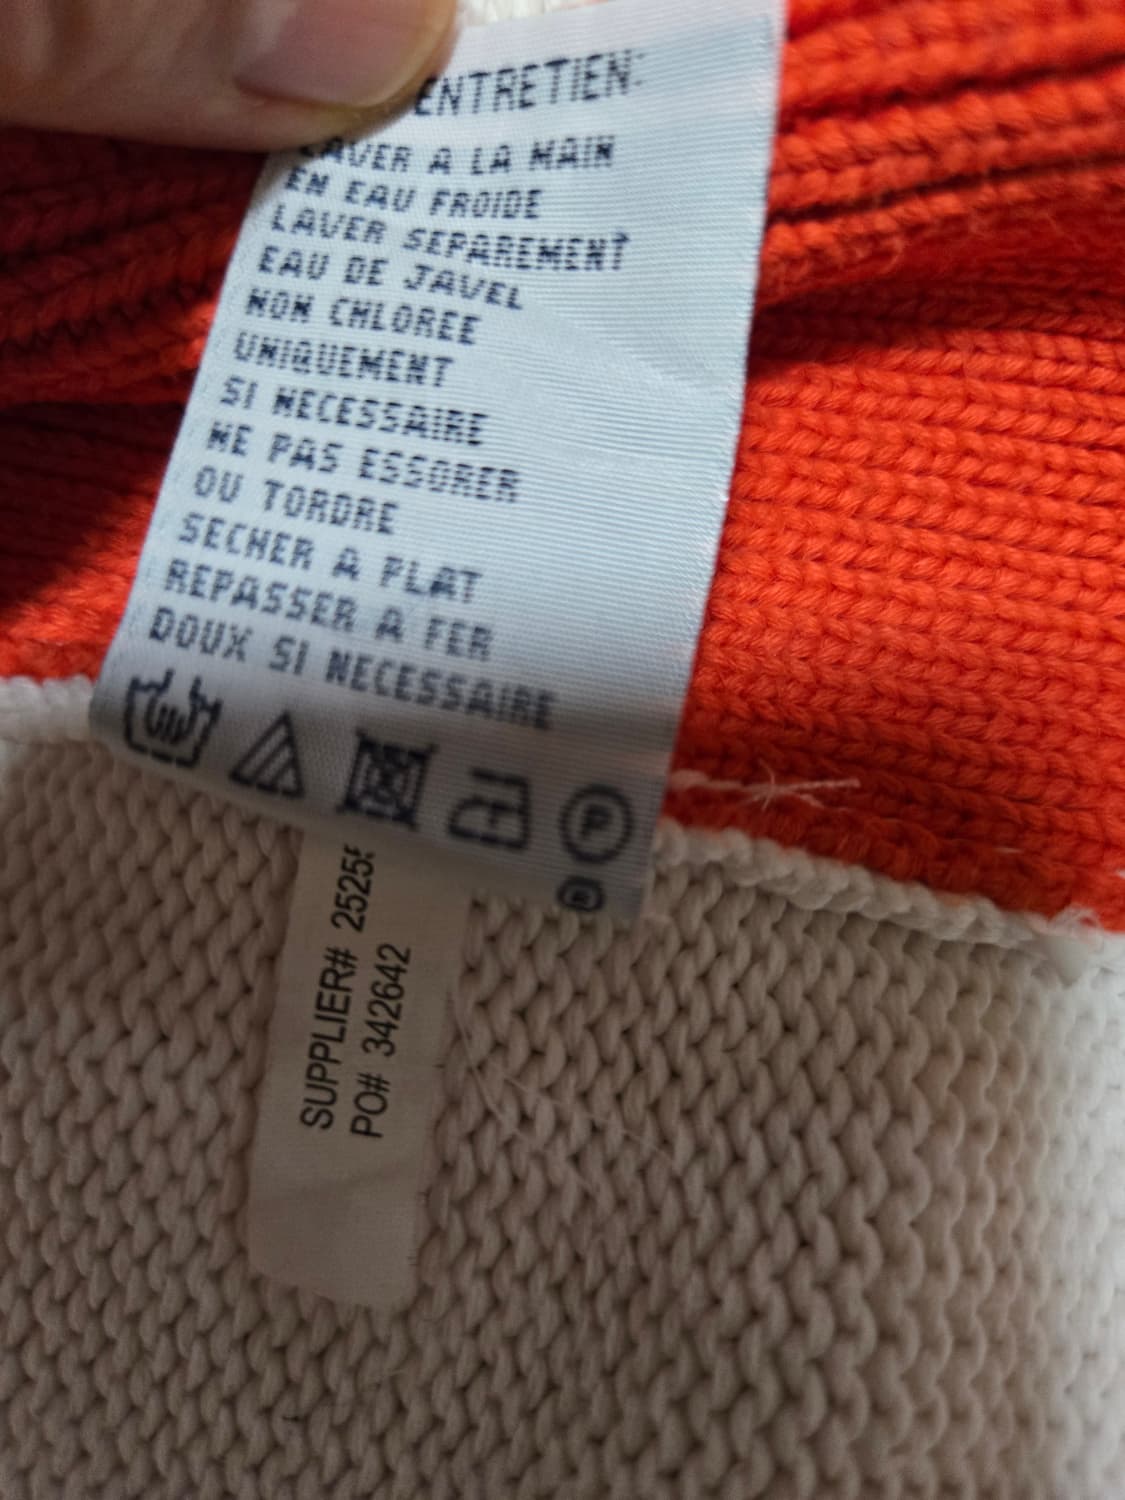 ENTRETIEN:
LAVER A LA MAIN
EN EAU FROIDE
LAVER SEPAREMENT
EAU DE JAVEL
NON CHLOREE
UNIQUEMENT
SI NECESSAIRE
NE PAS ESSORER
OU TORDRE
SECHER A PLAT
REPASSER A FER
DOUX SI NECESSAIRE
P
®
SUPPLIER#
PO# 342642